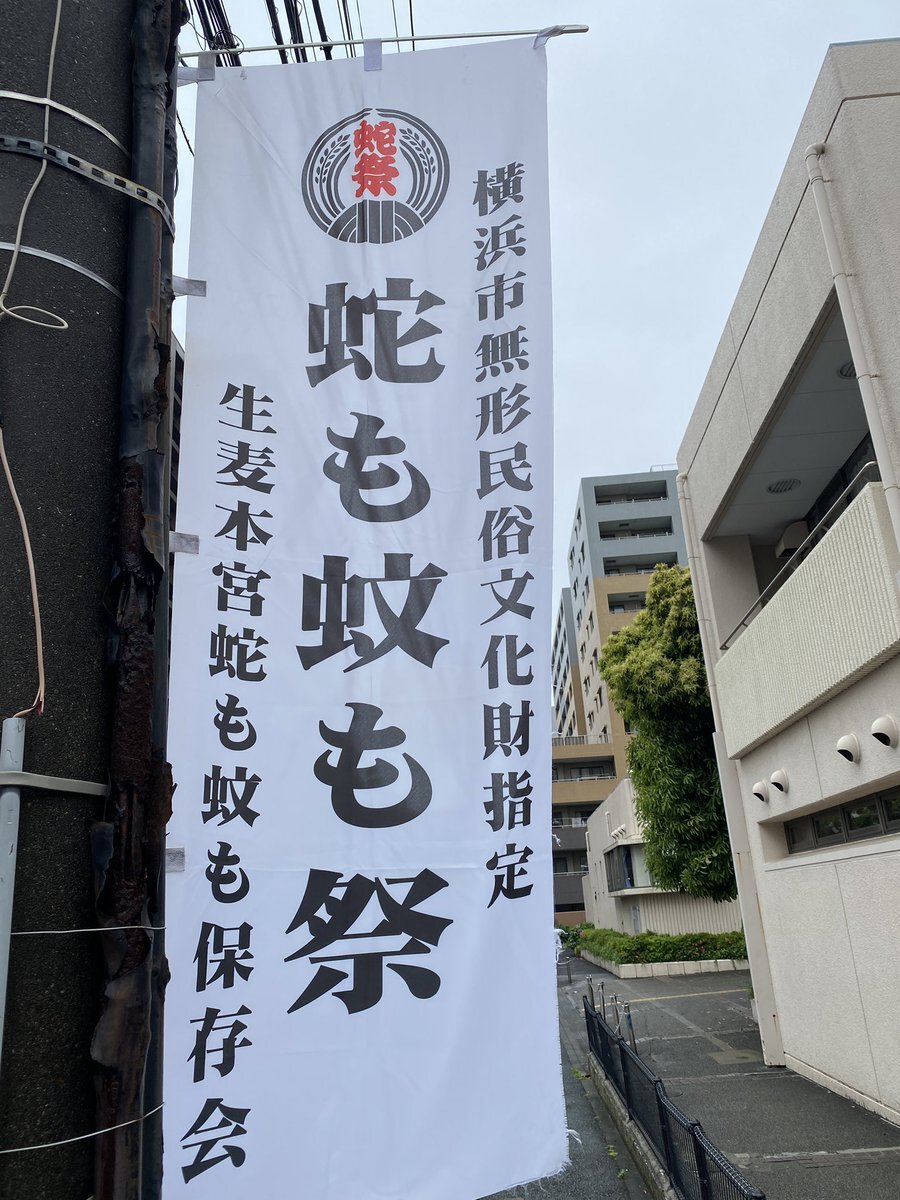 蛇祭
横浜市無形民俗文化財指定
蛇も蚊も祭
生麦本宮蛇も蚊も保存会